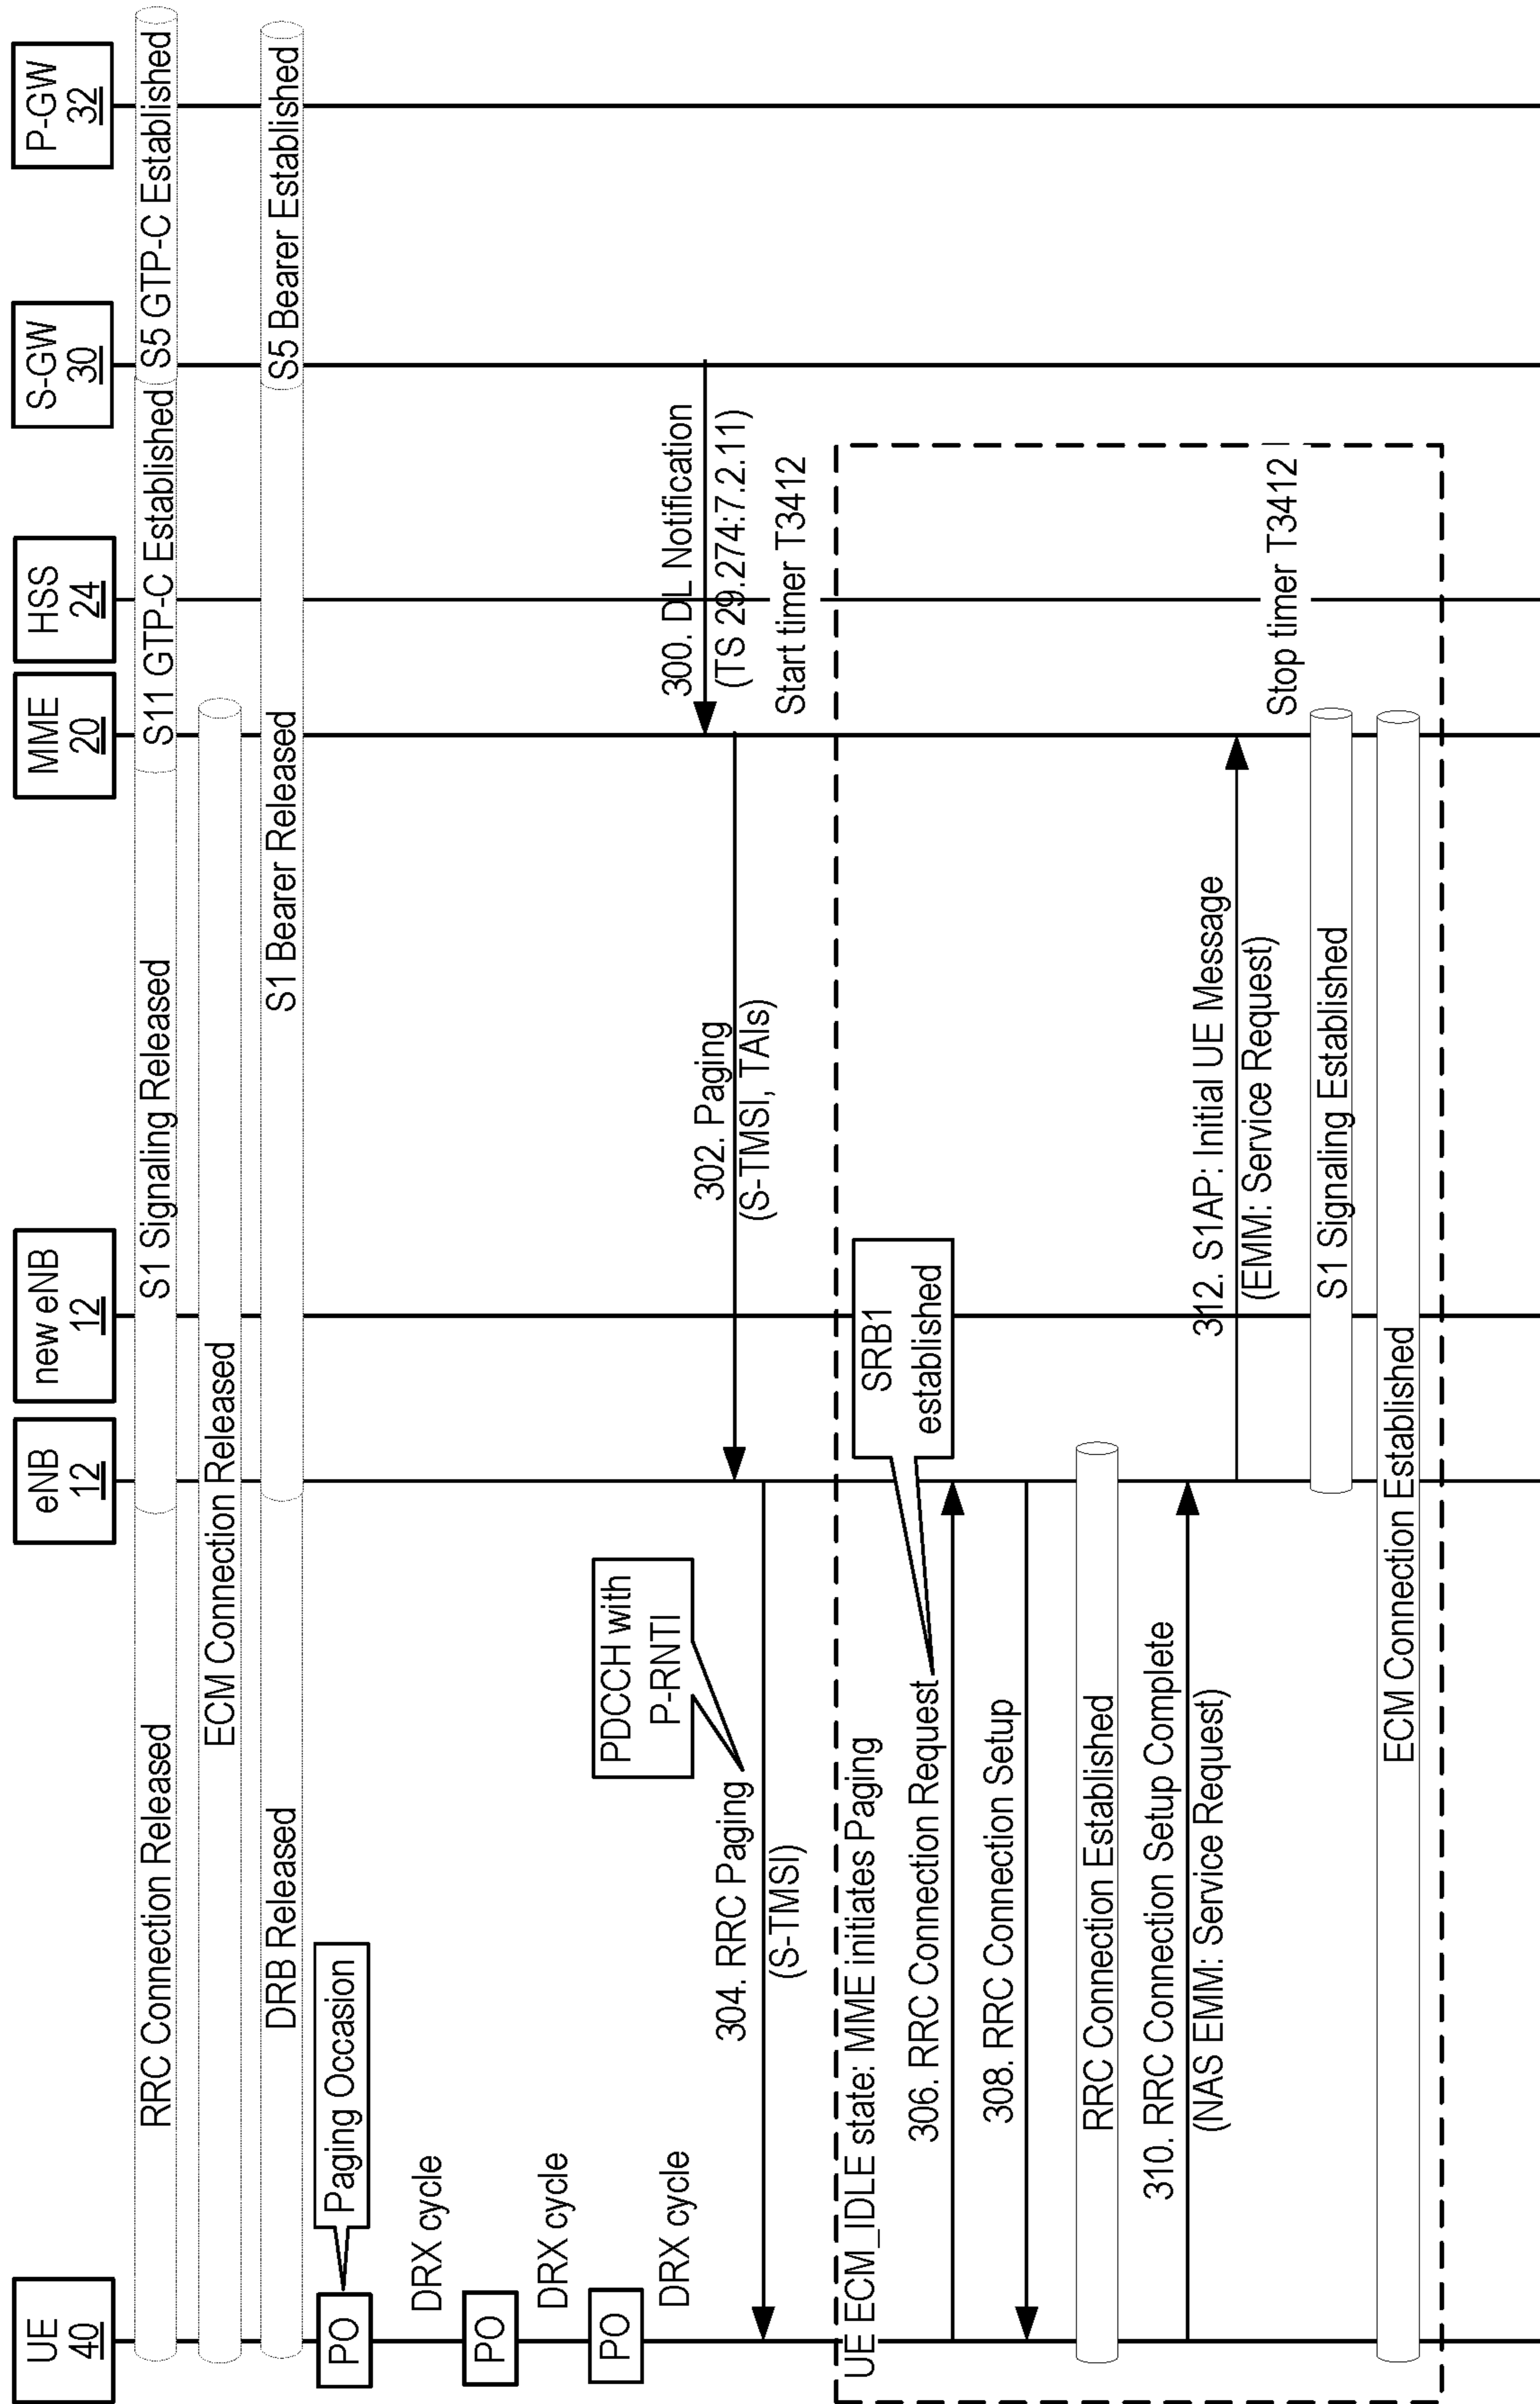 UE
40
eNB
12
new eNB
12
MME
20
HSS
24
S-GW
30
P-GW
32
RRC Connection Released
S1 Signaling Released
S11 GTP-C Established
S5 GTP-C Established
ECM Connection Released
DRB Released
S1 Bearer Released
S5 Bearer Established
PO
Paging Occasion
DRX cycle
PO
DRX cycle
PO
DRX cycle
PDCCH with
P-RNTI
300. DL Notification
(TS 29.274:7.2.11)
302. Paging
(S-TMSI, TAIs)
304. RRC Paging
(S-TMSI)
Start timer T3412
UE ECM_IDLE state: MME initiates Paging
SRB1
established
306. RRC Connection Request
308. RRC Connection Setup
RRC Connection Established
310. RRC Connection Setup Complete
(NAS EMM: Service Request)
312. S1AP: Initial UE Message
(EMM: Service Request)
Stop timer T3412
S1 Signaling Established
ECM Connection Established